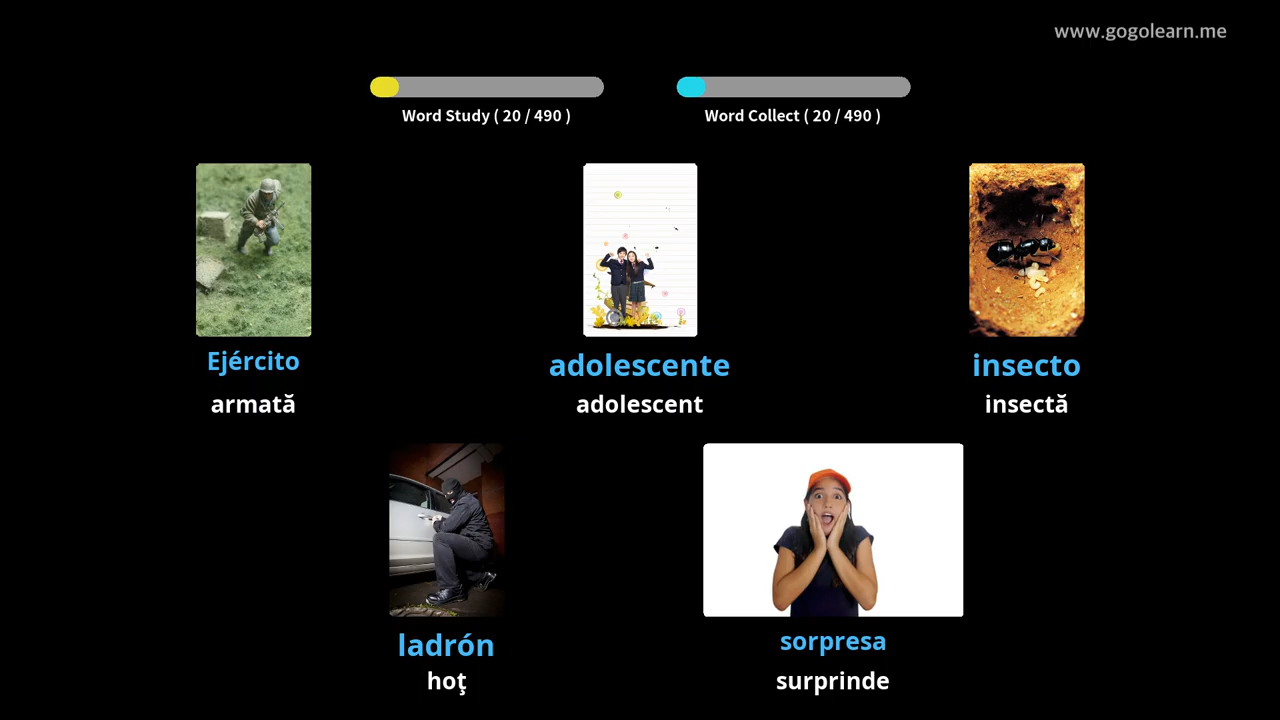 www.gogolearn.me
Word Study ( 20 / 490 )
Word Collect ( 20 / 490 )
Ejército
armată
adolescente
adolescent
insecto
insectă
ladrón
hoţ
sorpresa
surprinde